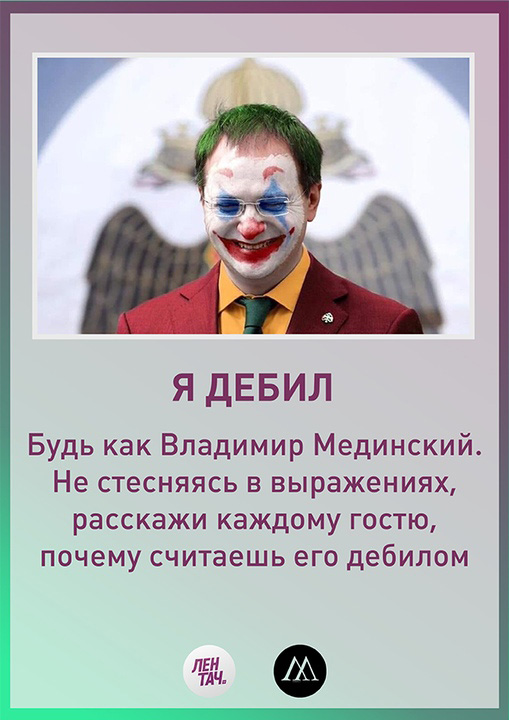 Я ДЕБИЛ
Будь как Владимир Мединский.
Не стесняясь в выражениях,
расскажи каждому гостю,
почему считаешь его дебилом
ЛЕН
ТАЧ.